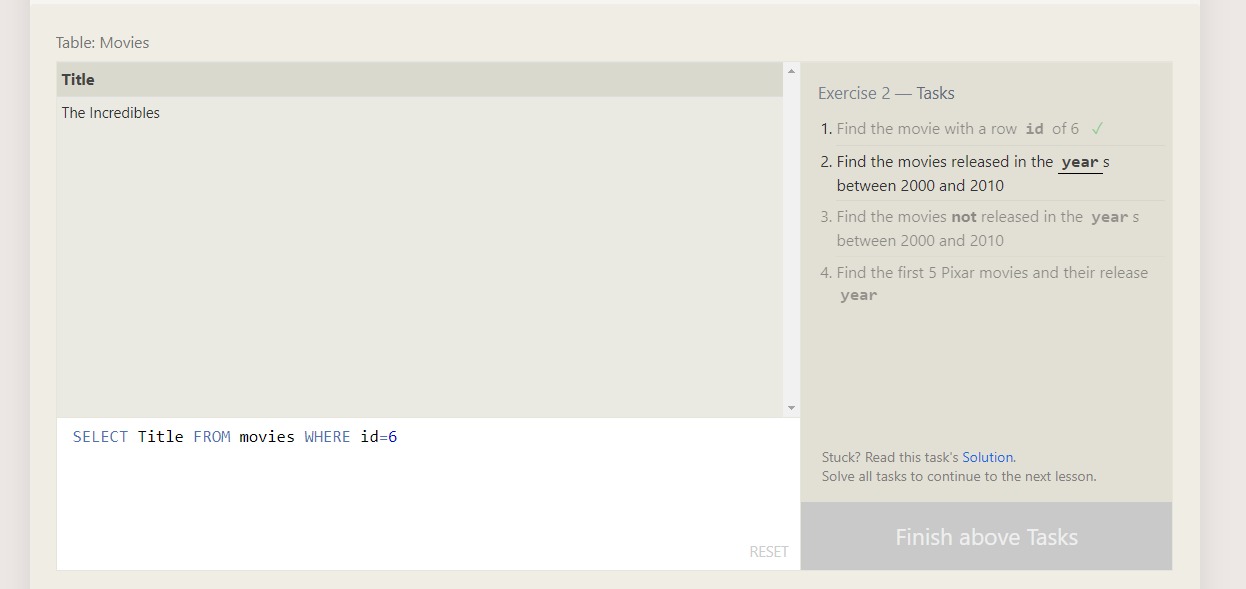 Table: Movies
Title
The Incredibles
SELECT Title FROM movies WHERE id=6
RESET
Exercise 2 — Tasks
1. Find the movie with a row id of 6 ✓
2. Find the movies released in the year s
between 2000 and 2010
3. Find the movies not released in the year s
between 2000 and 2010
4. Find the first 5 Pixar movies and their release
year
Stuck? Read this task's Solution.
Solve all tasks to continue to the next lesson.
Finish above Tasks